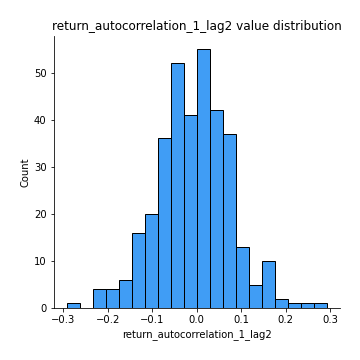 return_autocorrelation_1_lag2 value distribution
50
40
30
20
10
0
Count
−0.3 −0.2 −0.1 0.0 0.1 0.2 0.3
return_autocorrelation_1_lag2